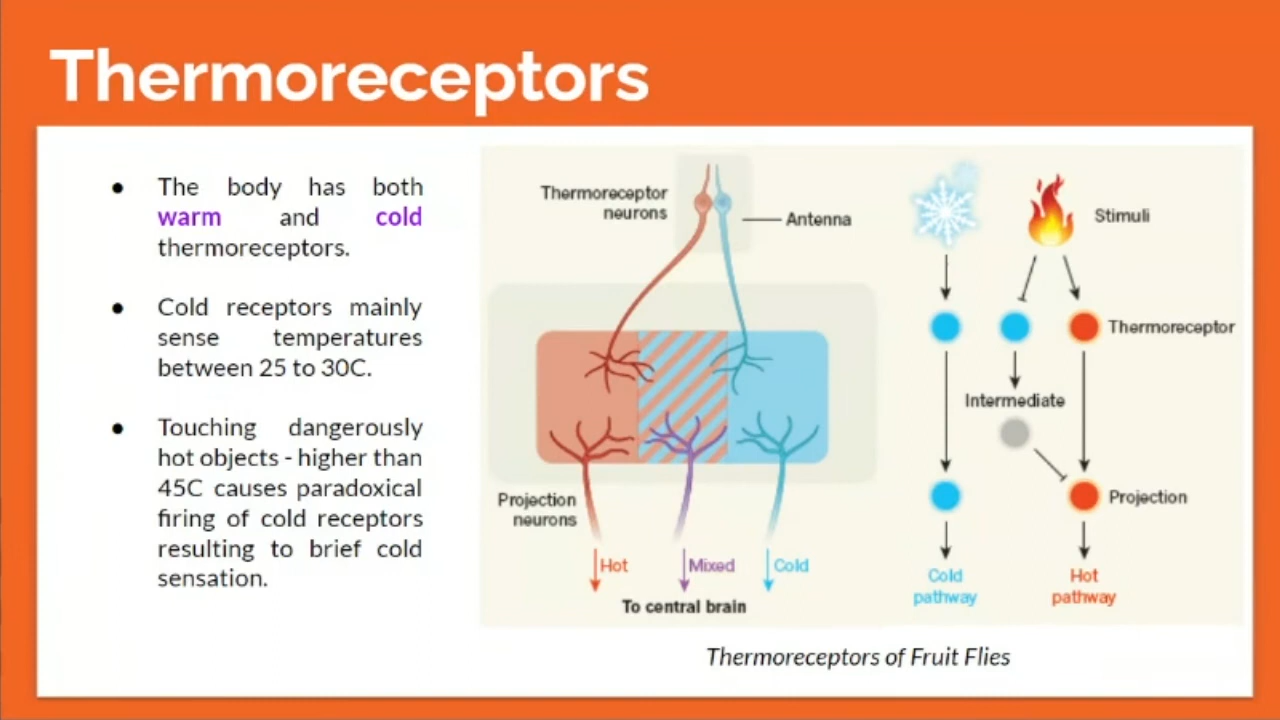 Thermoreceptors
● The body has both
warm and cold
thermoreceptors.
● Cold receptors mainly
sense temperatures
between 25 to 30C.
● Touching dangerously
hot objects - higher than
45C causes paradoxical
firing of cold receptors
resulting to brief cold
sensation.
Thermoreceptor
neurons
Antenna
Projection
neurons
Hot
Mixed
Cold
To central brain
Stimuli
Thermoreceptor
Intermediate
Projection
Cold
pathway
Hot
pathway
Thermoreceptors of Fruit Flies